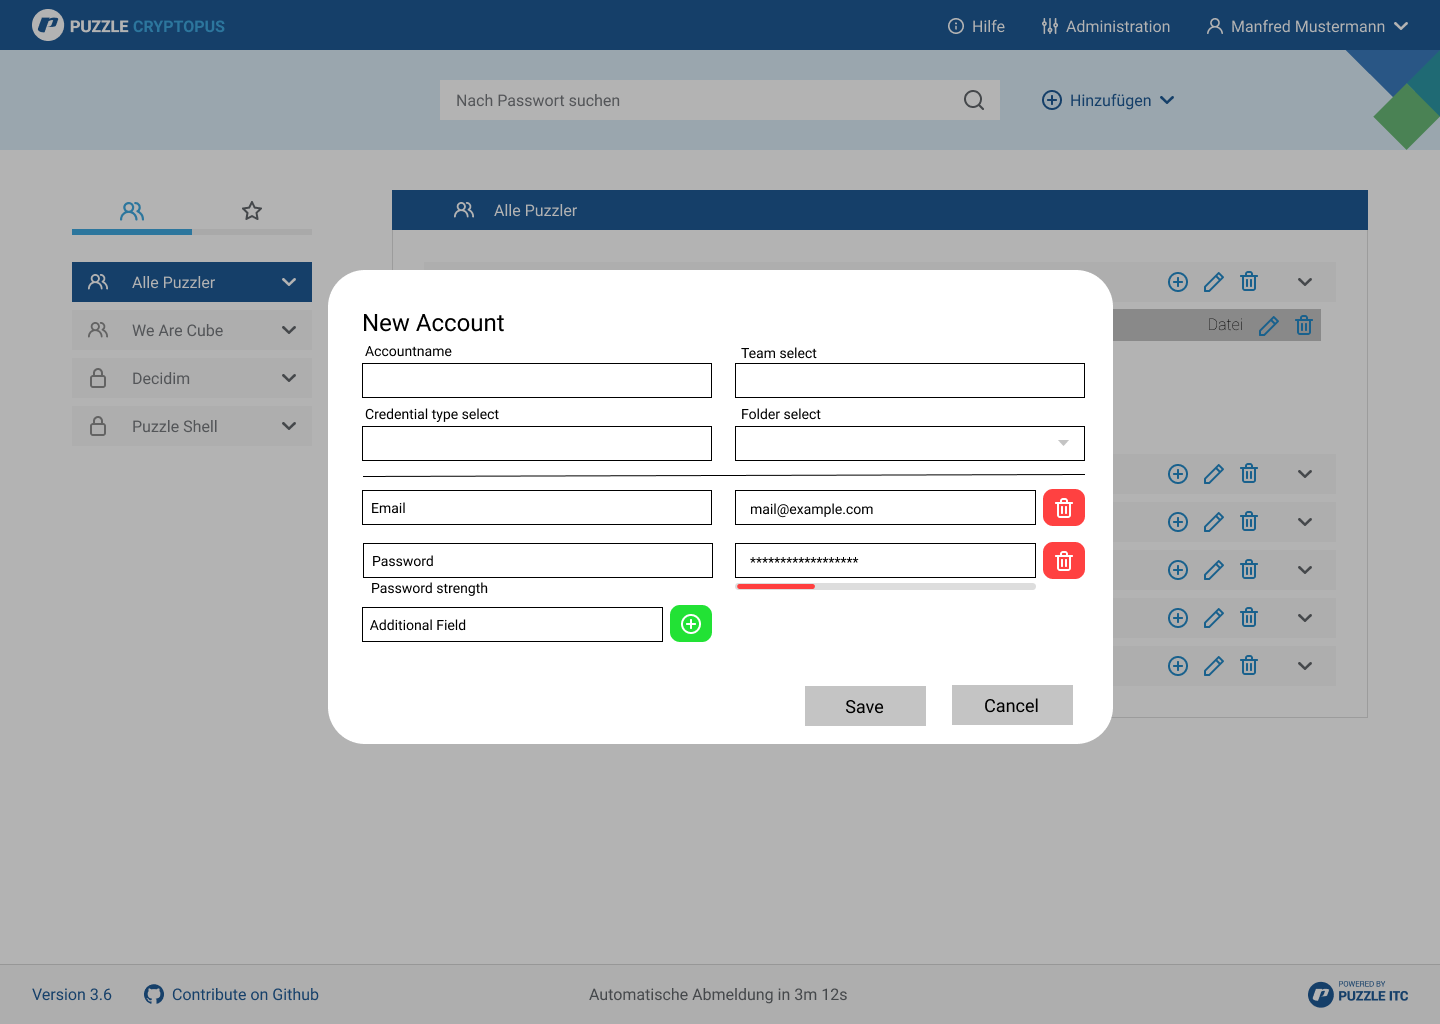 PUZZLE CRYPTOPUS
Hilfe
Administration
Manfred Mustermann
Nach Passwort suchen
Hinzufügen
Alle Puzzler
We Are Cube
Decidim
Puzzle Shell
Alle Puzzler
Datei
New Account
Accountname
Team select
Credential type select
Folder select
Email
mail@example.com
Password
******************
Password strength
Additional Field
Save
Cancel
Version 3.6
Contribute on Github
Automatische Abmeldung in 3m 12s
POWERED BY
PUZZLE ITC